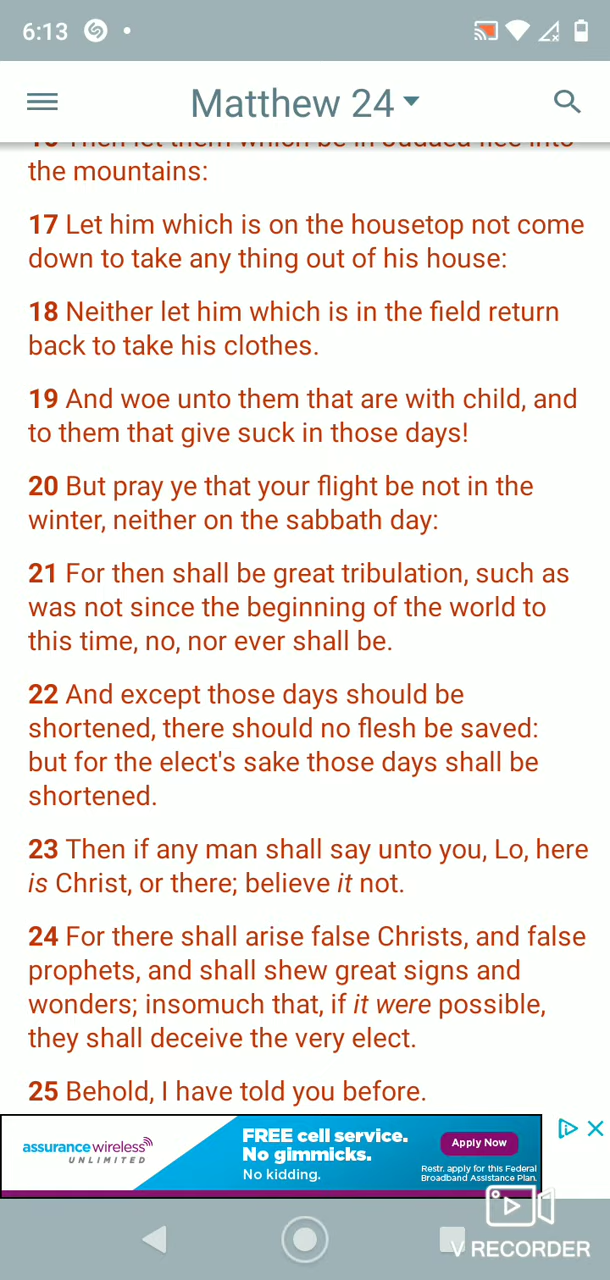 6:13
Matthew 24
16 Then let them which be in Judaea flee into
the mountains:
17 Let him which is on the housetop not come
down to take any thing out of his house:
18 Neither let him which is in the field return
back to take his clothes.
19 And woe unto them that are with child, and
to them that give suck in those days!
20 But pray ye that your flight be not in the
winter, neither on the sabbath day:
21 For then shall be great tribulation, such as
was not since the beginning of the world to
this time, no, nor ever shall be.
22 And except those days should be
shortened, there should no flesh be saved:
but for the elect's sake those days shall be
shortened.
23 Then if any man shall say unto you, Lo, here
is Christ, or there; believe it not.
24 For there shall arise false Christs, and false
prophets, and shall shew great signs and
wonders; insomuch that, if it were possible,
they shall deceive the very elect.
25 Behold, I have told you before.
assurance wireless
UNLIMITED
FREE cell service.
No gimmicks.
No kidding.
Apply Now
Restr. apply for this Federal
Broadband Assistance Plan.
V RECORDER